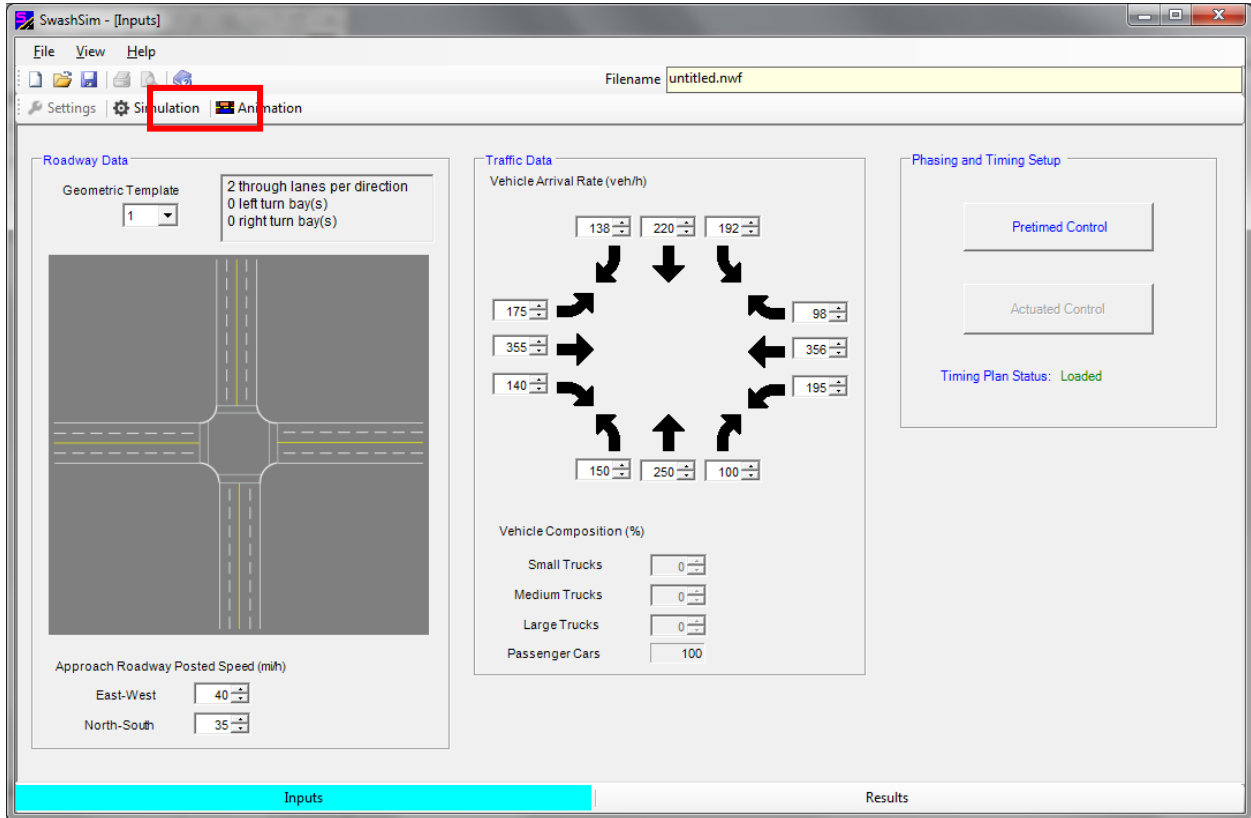 SwashSim - [Inputs]
File View Help
Filename untitled.nwf
Settings Simulation Animation
Roadway Data
Geometric Template
1
2 through lanes per direction
0 left turn bay(s)
0 right turn bay(s)
Approach Roadway Posted Speed (mi/h)
East-West 40
North-South 35
Traffic Data
Vehicle Arrival Rate (veh/h)
138 220 192
175 98
355 356
140 195
150 250 100
Vehicle Composition (%)
Small Trucks 0
Medium Trucks 0
Large Trucks 0
Passenger Cars 100
Phasing and Timing Setup
Pretimed Control
Actuated Control
Timing Plan Status: Loaded
Inputs Results